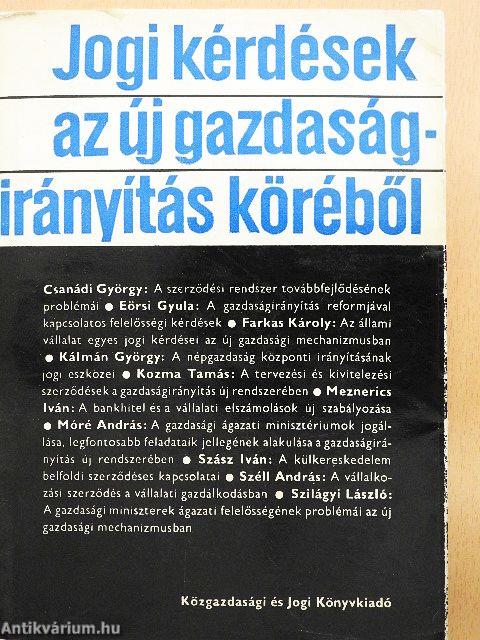 Jogi kérdések
az új gazdaság-
irányítás köréből
Csanádi György: A szerződési rendszer továbbfejlődésének
problémái ● Eörsi Gyula: A gazdaságirányítás reformjával
kapcsolatos felelősségi kérdések ● Farkas Károly: Az állami
vállalat egyes jogi kérdései az új gazdasági mechanizmusban
● Kálmán György: A népgazdaság központi irányításának
jogi eszközei ● Kozma Tamás: A tervezési és kivitelezési
szerződések a gazdaságirányítás új rendszerében ● Meznerics
Iván: A bankhitel és a vállalati elszámolások új szabályozása
● Móré András: A gazdasági ágazati minisztériumok jogál-
lása, legfontosabb feladataik jellegének alakulása a gazdaságirá-
nyítás új rendszerében ● Szász Iván: A külkereskedelem
belföldi szerződéses kapcsolatai ● Széll András: A vállalko-
zási szerződés a vállalati gazdálkodásban ● Szilágyi László:
A gazdasági miniszterek ágazati felelősségének problémái az új
gazdasági mechanizmusban
Közgazdasági és Jogi Könyvkiadó
Antikvárium.hu